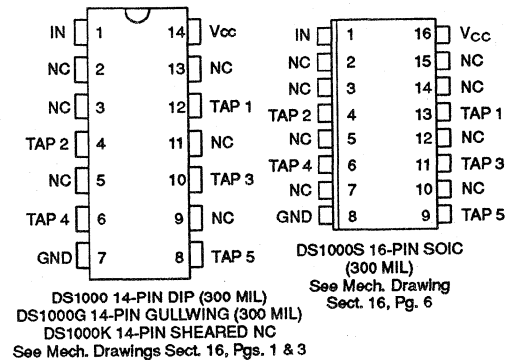 IN 1 14 Vcc
NC 2 13 NC
NC 3 12 TAP 1
TAP 2 4 11 NC
NC 5 10 TAP 3
TAP 4 6 9 NC
GND 7 8 TAP 5
DS1000 14-PIN DIP (300 MIL)
DS1000G 14-PIN GULLWING (300 MIL)
DS1000K 14-PIN SHEARED NC
See Mech. Drawings Sect. 16, Pgs. 1 & 3
IN 1 16 VCC
NC 2 15 NC
NC 3 14 NC
TAP 2 4 13 TAP 1
NC 5 12 NC
TAP 4 6 11 TAP 3
NC 7 10 NC
GND 8 9 TAP 5
DS1000S 16-PIN SOIC
(300 MIL)
See Mech. Drawing
Sect. 16, Pg. 6